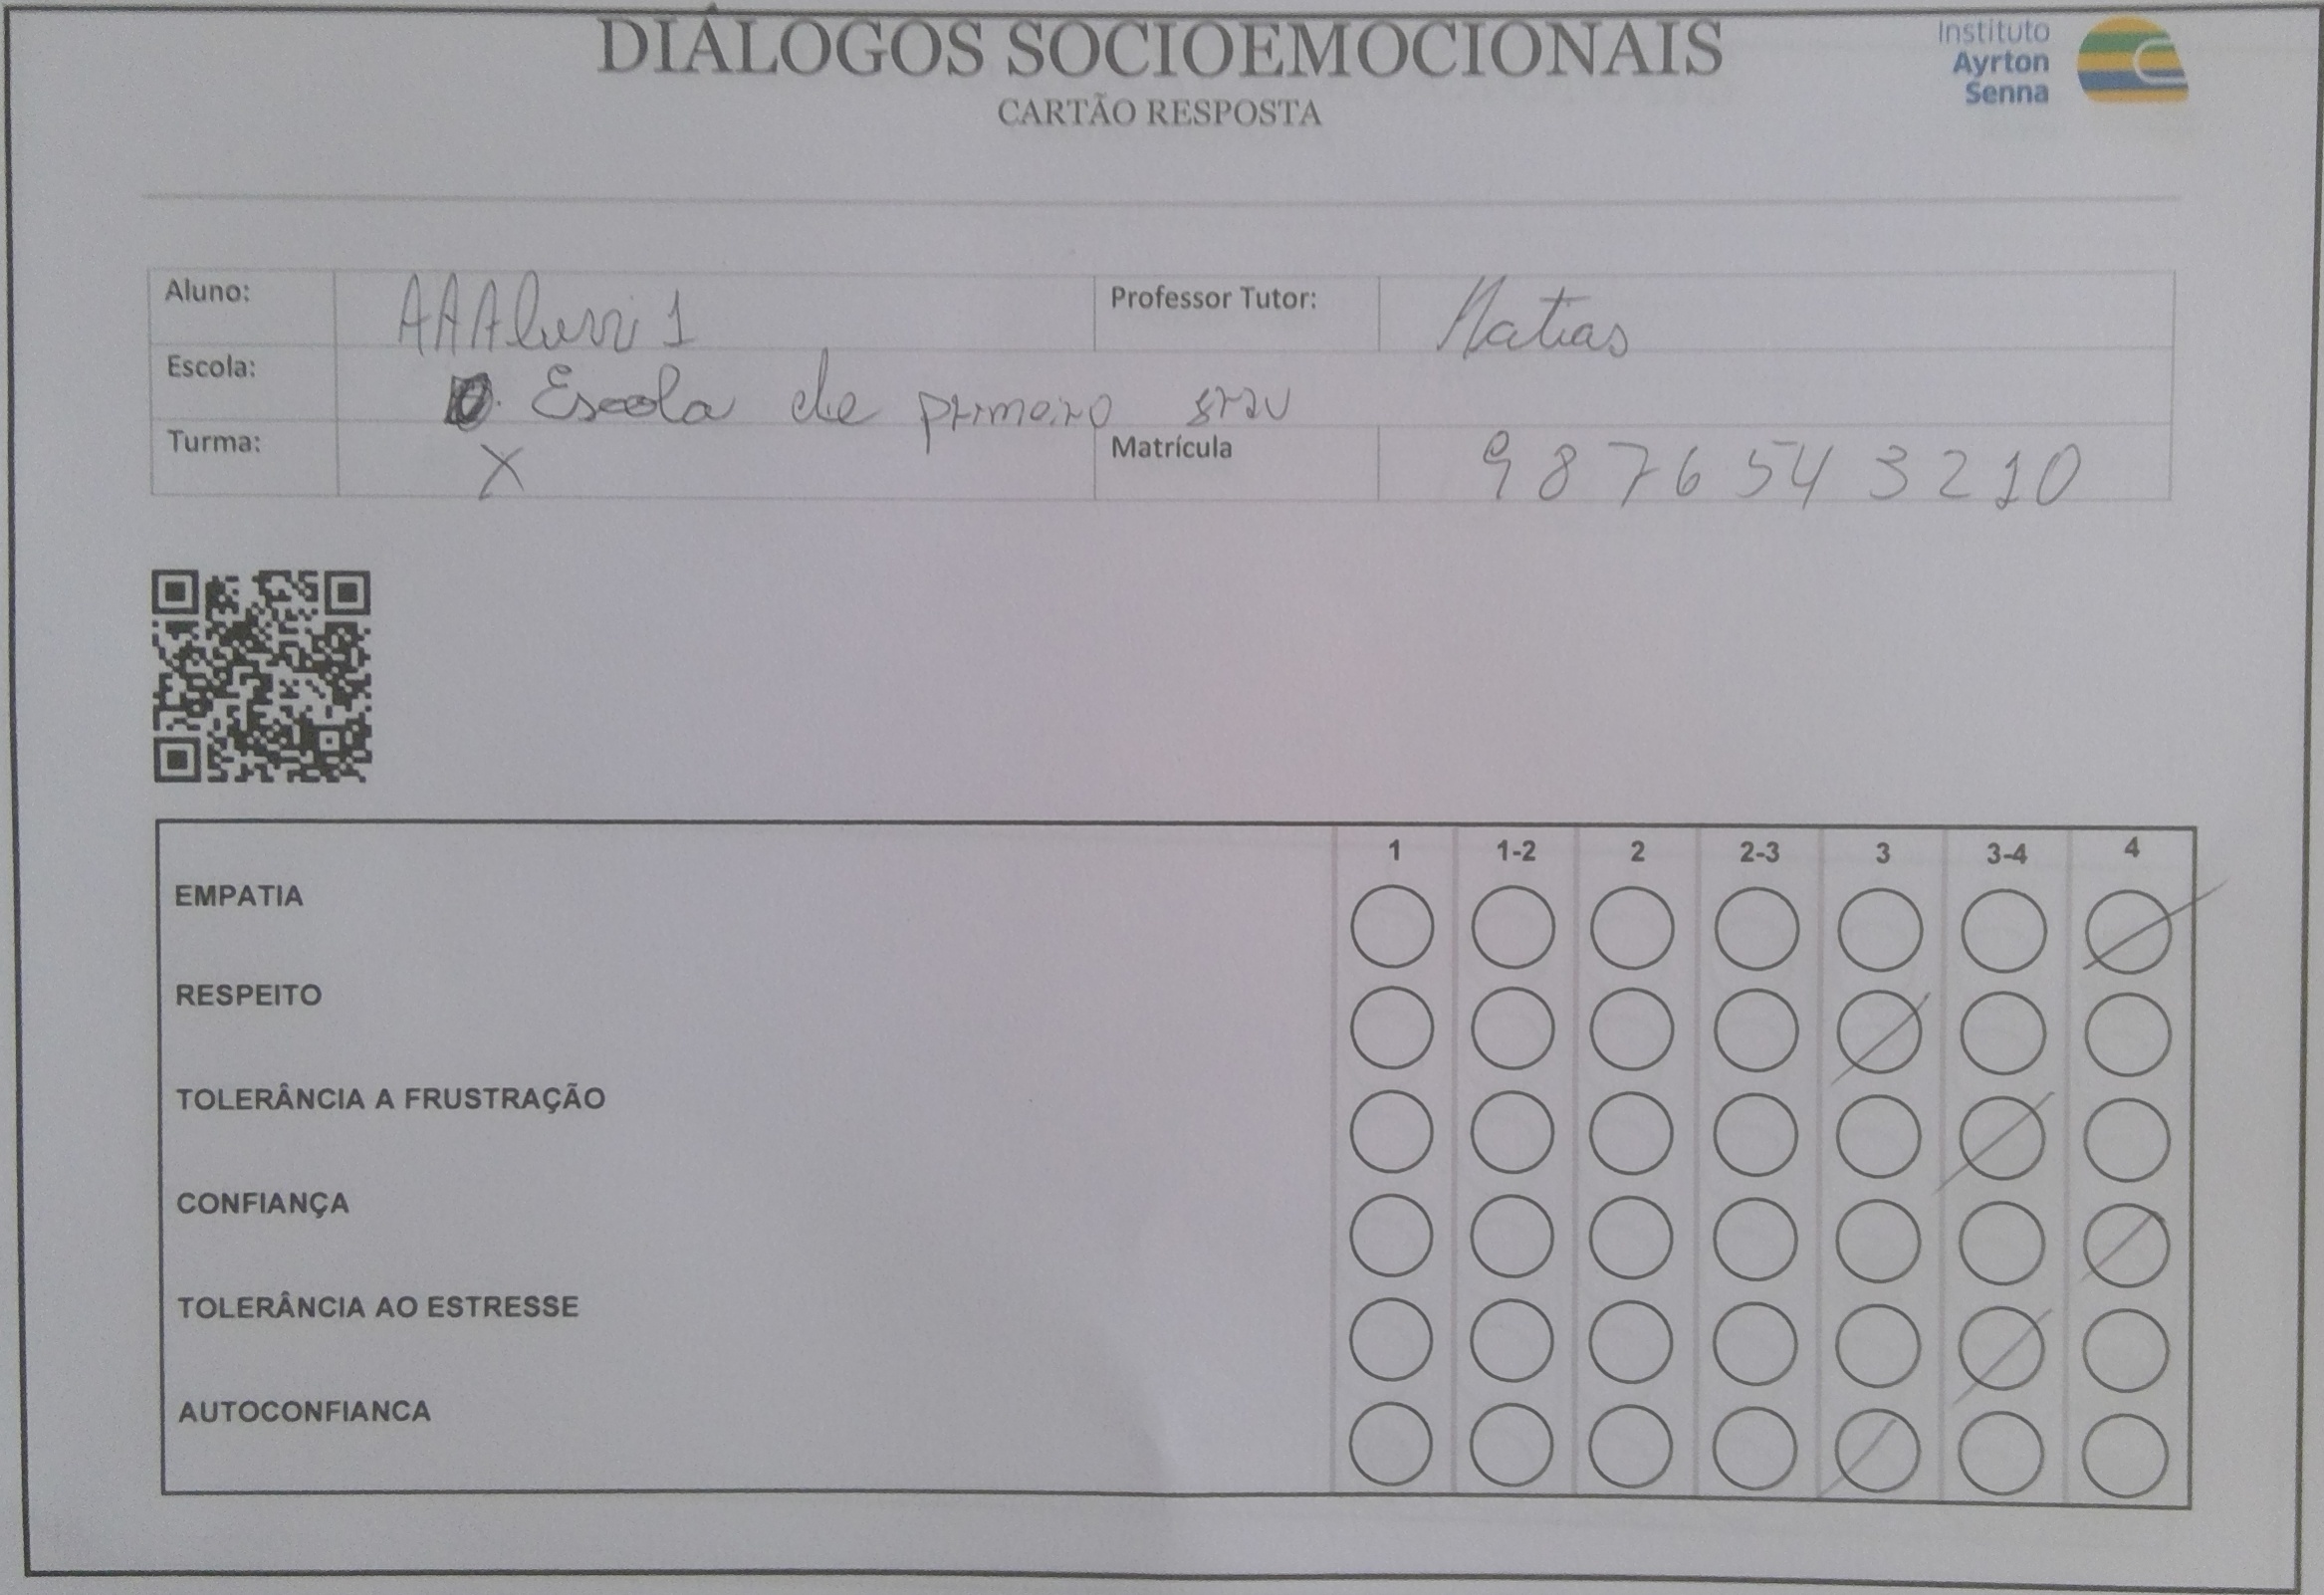 DIÁLOGOS SOCIOEMOCIONAIS
CARTÃO RESPOSTA
Instituto
Ayrton
Senna
Aluno: Professor Tutor: Matias
Escola: Escola de primeiro grau
Turma: X Matrícula 9876543210
1 1-2 2 2-3 3 3-4 4
EMPATIA
RESPEITO
TOLERÂNCIA A FRUSTRAÇÃO
CONFIANÇA
TOLERÂNCIA AO ESTRESSE
AUTOCONFIANCA